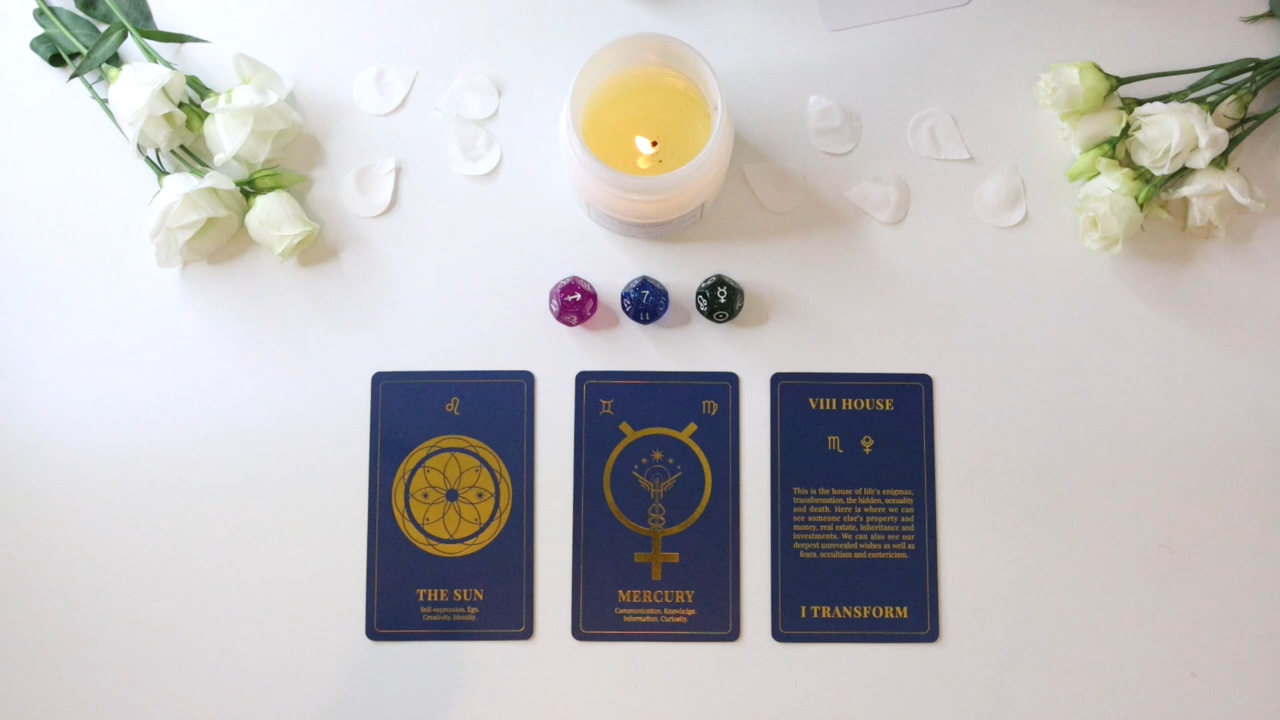 ♐ 7 ☿
11
☉
♌
THE SUN
Self-expression. Ego.
Creativity. Identity.
♊ ♍
MERCURY
Communication. Knowledge.
Information. Curiosity.
VIII HOUSE
♏ ♇
This is the house of life's enigmas,
transformation, the hidden, sexuality
and death. Here is where we can
see someone else's property and
money, real estate, inheritance and
investments. We can also see our
deepest unrevealed wishes as well as
fears, occultism and esotericism.
I TRANSFORM